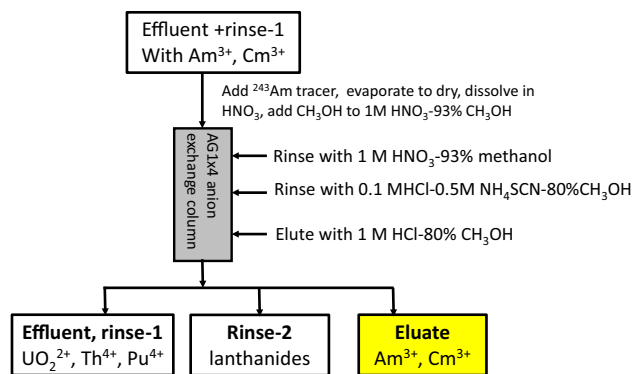 Effluent +rinse-1
With Am³⁺, Cm³⁺
Add ²⁴³Am tracer, evaporate to dry, dissolve in
HNO₃, add CH₃OH to 1M HNO₃-93% CH₃OH
AG1x4 anion
exchange column
Rinse with 1 M HNO₃-93% methanol
Rinse with 0.1 MHCl-0.5M NH₄SCN-80%CH₃OH
Elute with 1 M HCl-80% CH₃OH
Effluent, rinse-1
UO₂²⁺, Th⁴⁺, Pu⁴⁺
Rinse-2
lanthanides
Eluate
Am³⁺, Cm³⁺